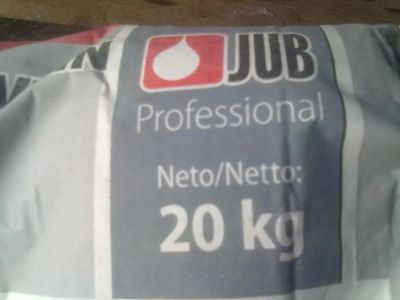 JUB
Professional
Neto/Netto:
20 kg